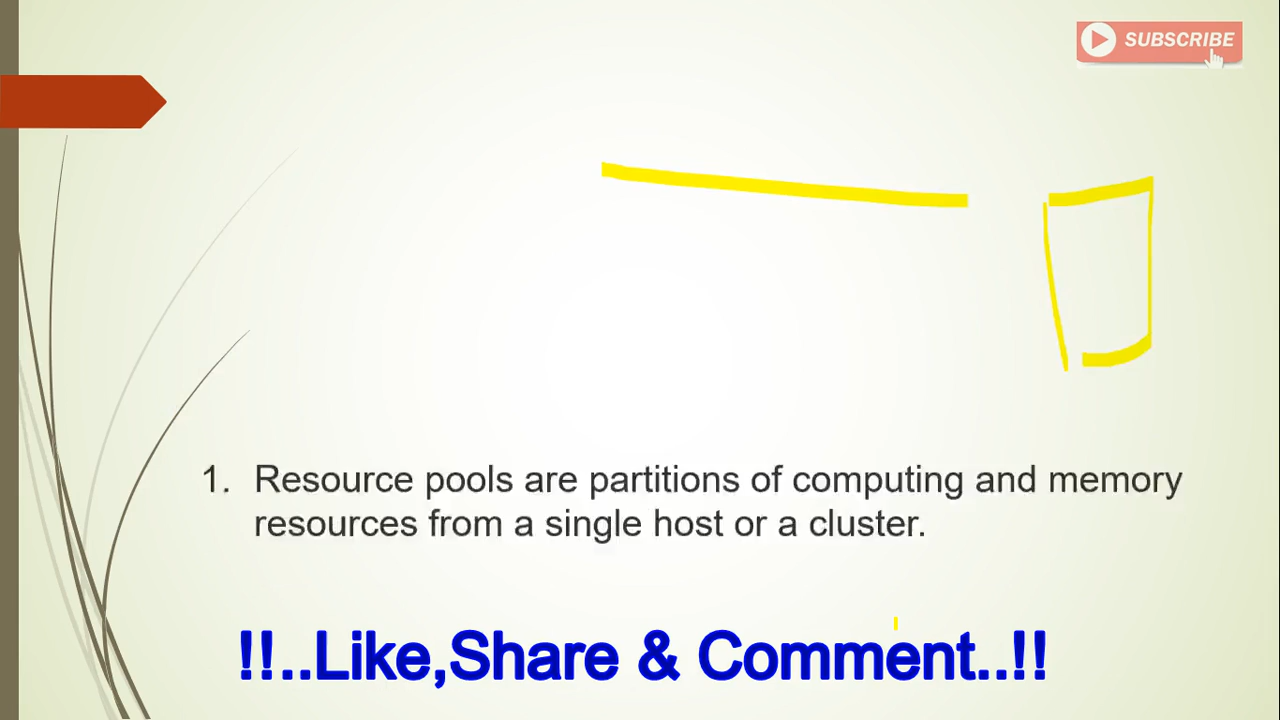 SUBSCRIBE
1. Resource pools are partitions of computing and memory
resources from a single host or a cluster.
!!..Like,Share & Comment..!!